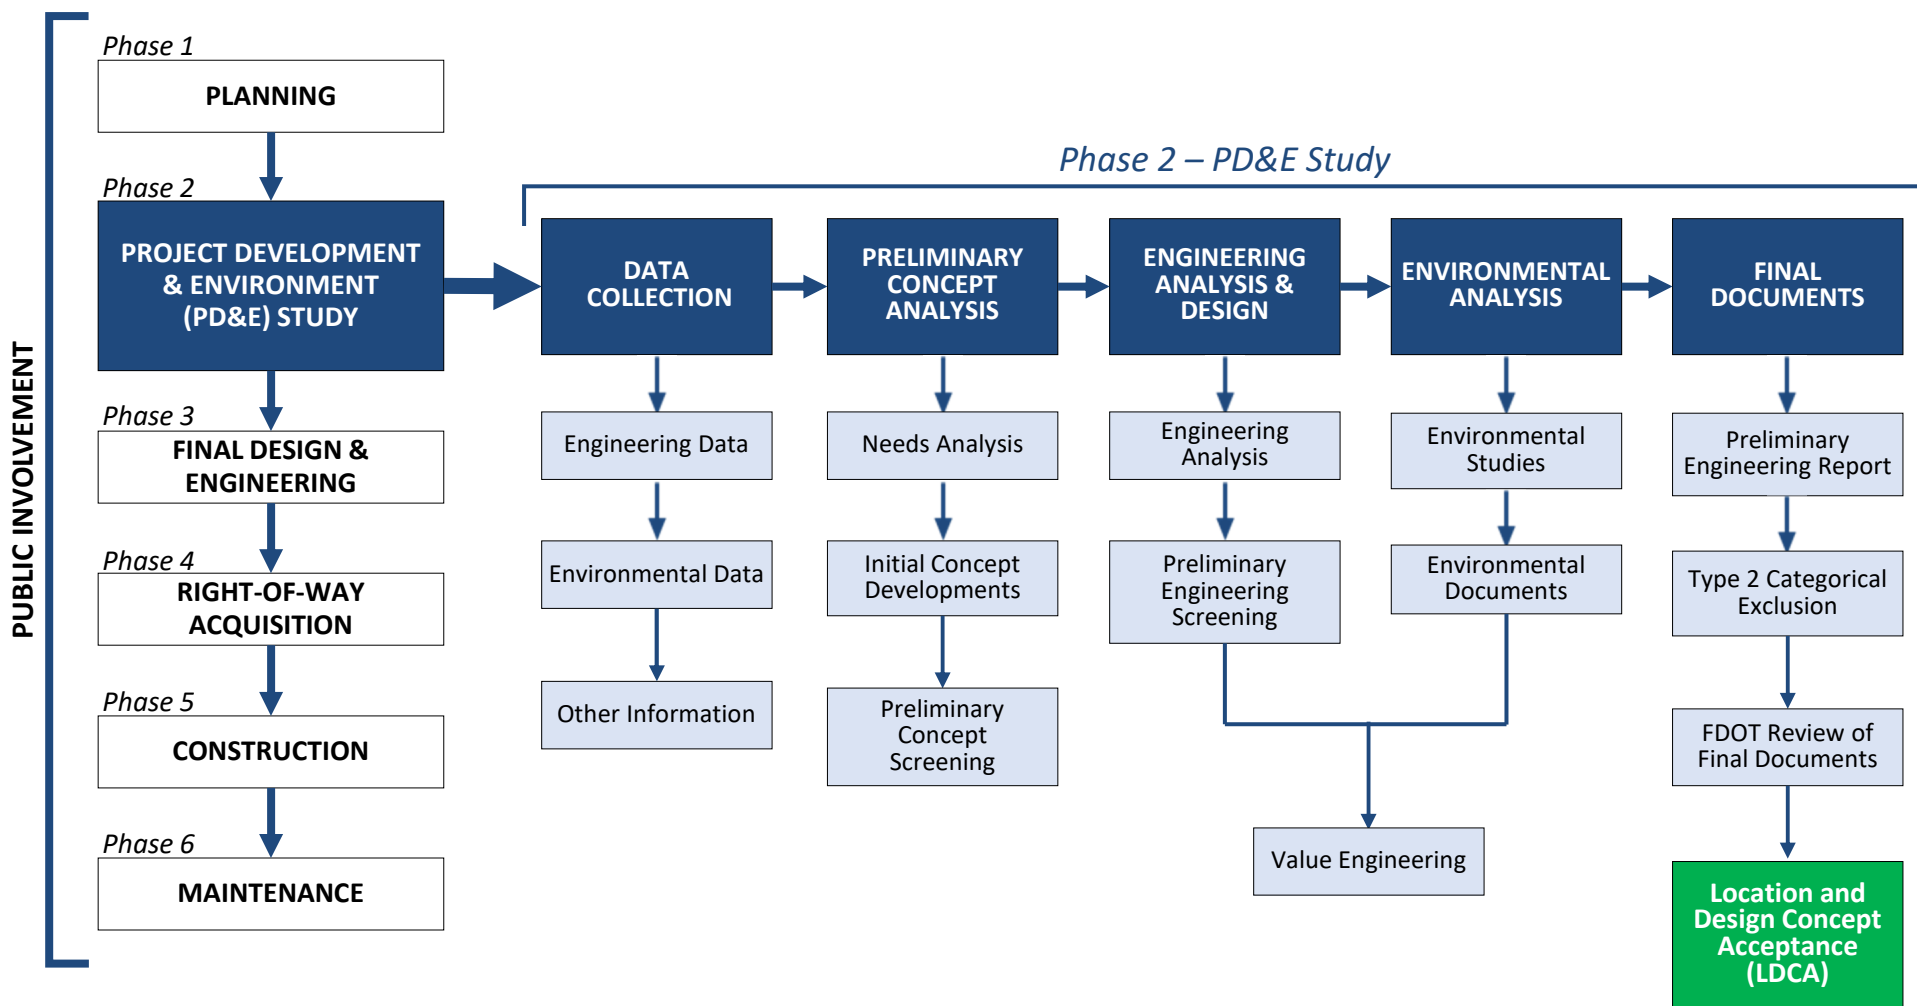 PUBLIC INVOLVEMENT
Phase 1
PLANNING
Phase 2
PROJECT DEVELOPMENT
& ENVIRONMENT
(PD&E) STUDY
Phase 3
FINAL DESIGN &
ENGINEERING
Phase 4
RIGHT-OF-WAY
ACQUISITION
Phase 5
CONSTRUCTION
Phase 6
MAINTENANCE
Phase 2 – PD&E Study
DATA
COLLECTION
Engineering Data
Environmental Data
Other Information
PRELIMINARY
CONCEPT
ANALYSIS
Needs Analysis
Initial Concept
Developments
Preliminary
Concept
Screening
ENGINEERING
ANALYSIS &
DESIGN
Engineering
Analysis
Preliminary
Engineering
Screening
ENVIRONMENTAL
ANALYSIS
Environmental
Studies
Environmental
Documents
Value Engineering
FINAL
DOCUMENTS
Preliminary
Engineering Report
Type 2 Categorical
Exclusion
FDOT Review of
Final Documents
Location and
Design Concept
Acceptance
(LDCA)